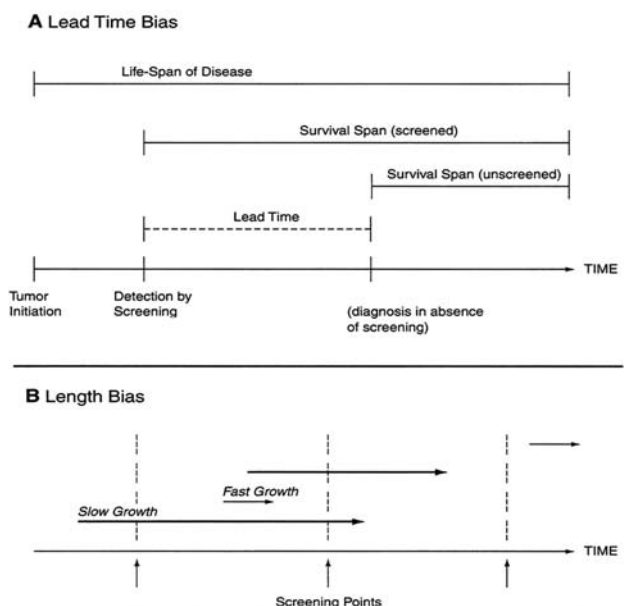 A Lead Time Bias
Life-Span of Disease
Survival Span (screened)
Survival Span (unscreened)
Lead Time
TIME
Tumor
Initiation
Detection by
Screening
(diagnosis in absence
of screening)
B Length Bias
Fast Growth
Slow Growth
TIME
Screening Points